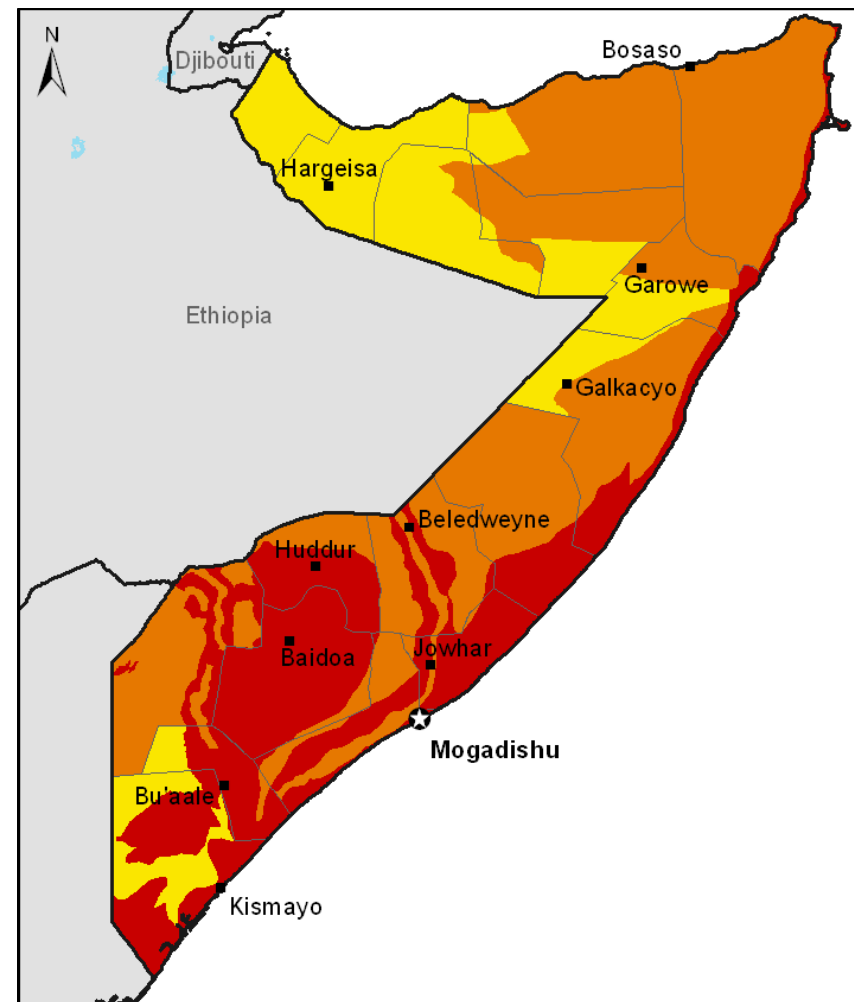 N
Djibouti
Bosaso
Hargeisa
Garowe
Ethiopia
Galkacyo
Beledweyne
Huddur
Baidoa
Jowhar
Mogadishu
Bu'aale
Kismayo